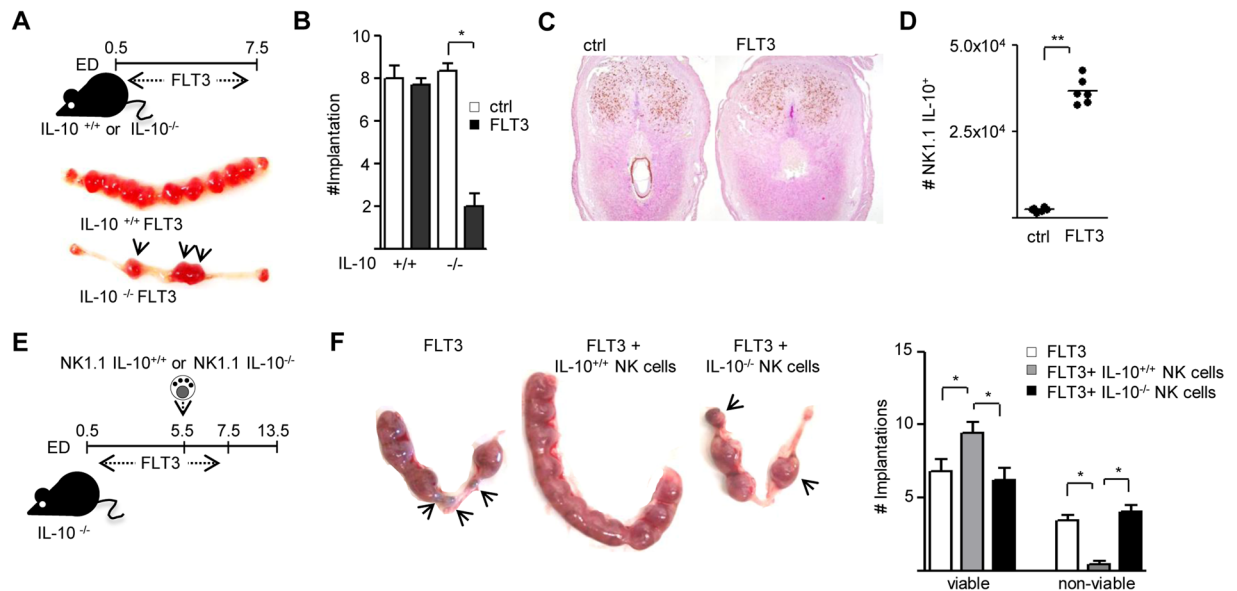 A
0.5 7.5
ED
FLT3
IL-10 +/+ or IL-10-/-
IL-10 +/+ FLT3
IL-10 -/- FLT3
B
*
10
8
6
4
2
#Implantation
ctrl
FLT3
IL-10 +/+ -/-
C
ctrl FLT3
D
**
5.0x10⁴
2.5x10⁴
# NK1.1 IL-10+
ctrl FLT3
E
NK1.1 IL-10+/+ or NK1.1 IL-10-/-
0.5 5.5 7.5 13.5
ED
FLT3
IL-10 -/-
F
FLT3
FLT3 +
IL-10+/+ NK cells
FLT3 +
IL-10-/- NK cells
15
10
5
# Implantations
FLT3
FLT3+ IL-10+/+ NK cells
FLT3+ IL-10-/- NK cells
* *
* *
viable non-viable